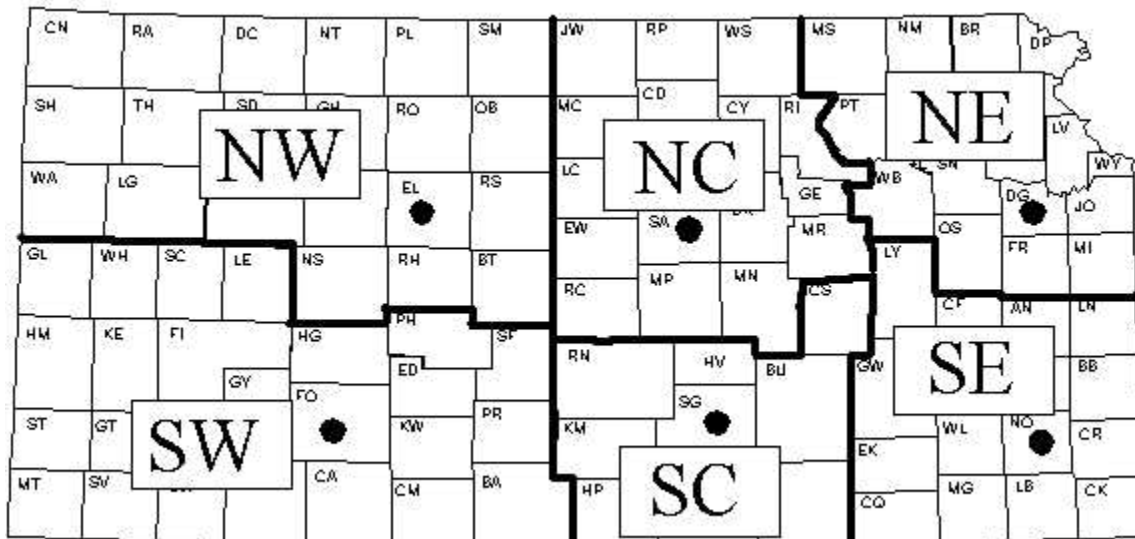 CN RA DC NT PL SM JW RP WS MS NM BR DP
SH TH SD GH RO OB MC CD CY RI PT
NW NC NE
LV
WA LG EL RS LC GE WB SN DG WY
EW SA MR OS JO
GL WH SC LE NS RH BT RC MP MN LY FR MI
CS
HM KE FI HG PH SF CF AN LN
RN HV BU GW SE BB
GY ED
FO SG
ST GT SW KW PR KM WL NO CR
SC EK
MT SV CA CM BA HP MG LB CK
CQ